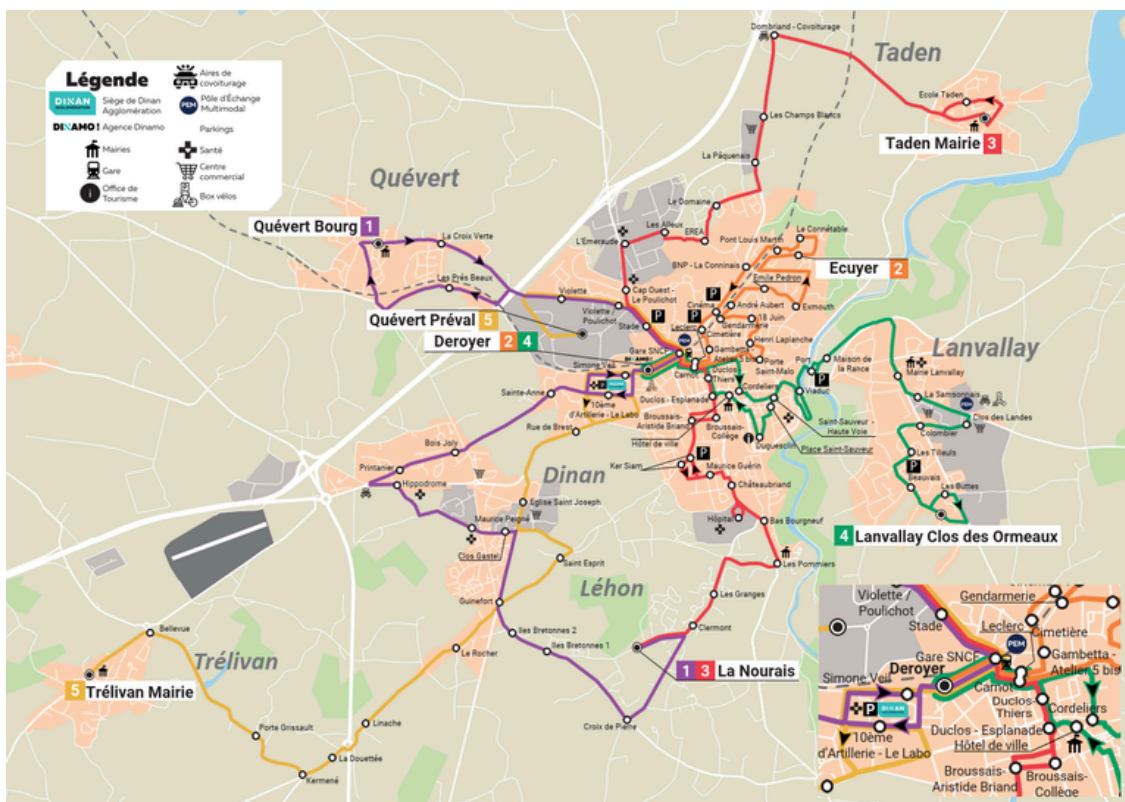 Légende
DINAN
AGGLOMÉRATION
Siège de Dinan
Agglomération
DINAMO !
Agence Dinamo
Mairies
Gare
Office de
Tourisme
Aires de
covoiturage
PEM
Pôle d'Échange
Multimodal
Parkings
Santé
Centre
commercial
Box vélos
Dombriand - Covoiturage
Taden
Ecole Taden
Taden Mairie 3
Les Champs Blancs
La Pâquenais
Quévert
Quévert Bourg 1
La Croix Verte
Les Prés Beaux
Le Domaine
Les Alleux
EREA
L'Emeraude
Pont Louis Martin
Le Connétable
BNP - La Conninais
Ecuyer 2
Emile Pedron
Violette
Cap Ouest -
Le Poulichot
P
Cinéma
André Aubert
Exmouth
Violette /
Poulichot
P
P
18 Juin
Quévert Préval 5
Stade
Leclerc
Gendarmerie
Cimetière
Deroyer 2 4
PEM
Henri Laplanche
Gare SNCF
Gambetta -
Atelier 5 bis
DINAMO !
Porte
Saint-Malo
Port
Maison de
la Rance
Lanvallay
Simone Veil
Carnot
Duclos
Thiers
Cordeliers
P
Mairie Lanvallay
Sainte-Anne
P
DINAN
Viaduc
La Samsonnais
PEM
10ème
d'Artillerie - Le Labo
Duclos - Esplanade
Clos des Landes
Rue de Brest
Broussais-
Aristide Briand
Broussais-
Collège
Saint-Sauveur -
Haute Voie
Colombier
Hôtel de ville
Duguesclin
Place Saint-Sauveur
Bois Joly
P
Les Tilleuls
Printanier
Dinan
Ker Siam
Maurice Guérin
P
Beauvais
Hippodrome
Châteaubriand
Les Buttes
Eglise Saint Joseph
Maurice Peigné
Hôpital
Bas Bourgneuf
4 Lanvallay Clos des Ormeaux
Clos Gastel
Saint Esprit
Les Pommiers
Léhon
Guinefort
Les Granges
Bellevue
Iles Bretonnes 2
Clermont
Iles Bretonnes 1
Le Rocher
Trélivan
5 Trélivan Mairie
1 3 La Nourais
Croix de Pierre
Porte Grissault
Linache
La Douettée
Kermené
Violette /
Poulichot
Gendarmerie
Stade
Leclerc
Cimetière
PEM
Gare SNCF
Gambetta -
Atelier 5 bis
Deroyer
Simone Veil
Carnot
Duclos-
Thiers
Cordeliers
P
DINAN
Duclos - Esplanade
10ème
d'Artillerie - Le Labo
Hôtel de ville
Broussais-
Aristide Briand
Broussais-
Collège